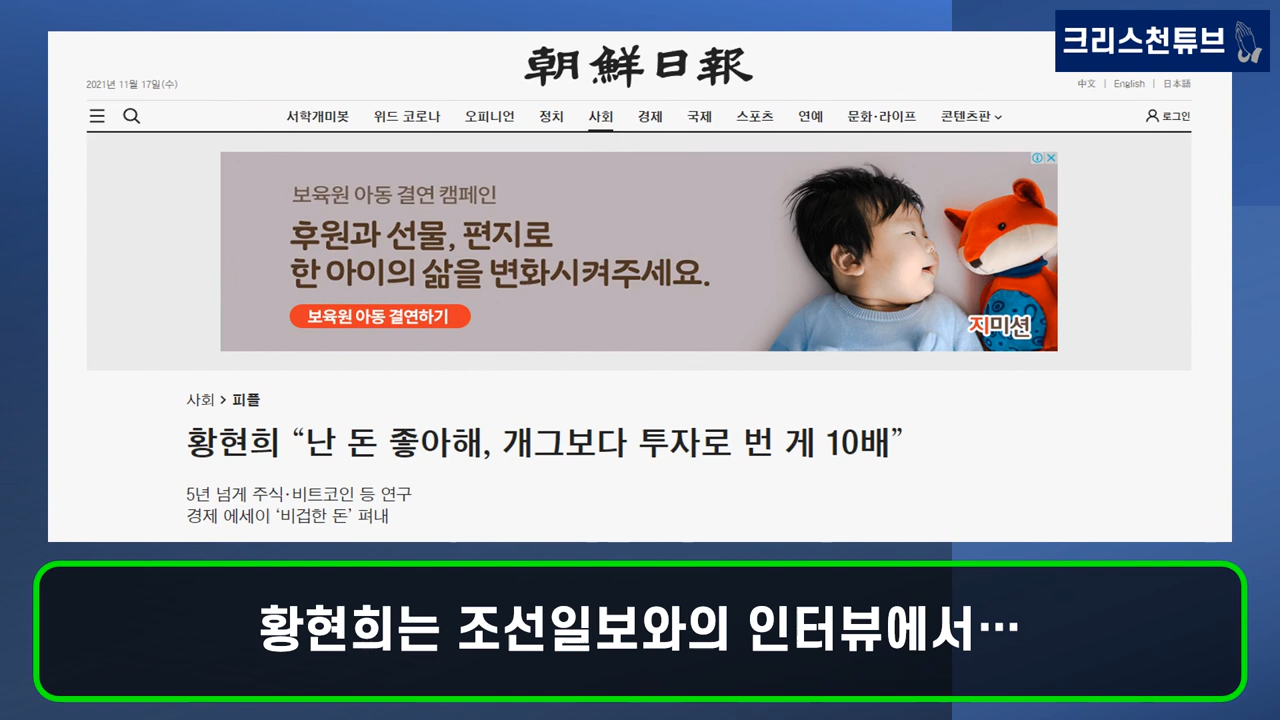 크리스천튜브
朝鮮日報
2021년 11월 17일(수)
中文 | English | 日本語
서학개미봇 위드 코로나 오피니언 정치 사회 경제 국제 스포츠 연예 문화·라이프 콘텐츠판 로그인
보육원 아동 결연 캠페인
후원과 선물, 편지로
한 아이의 삶을 변화시켜주세요.
보육원 아동 결연하기
지미션
사회 > 피플
황현희 “난 돈 좋아해, 개그보다 투자로 번 게 10배”
5년 넘게 주식·비트코인 등 연구
경제 에세이 ‘비겁한 돈’ 펴내
황현희는 조선일보와의 인터뷰에서…